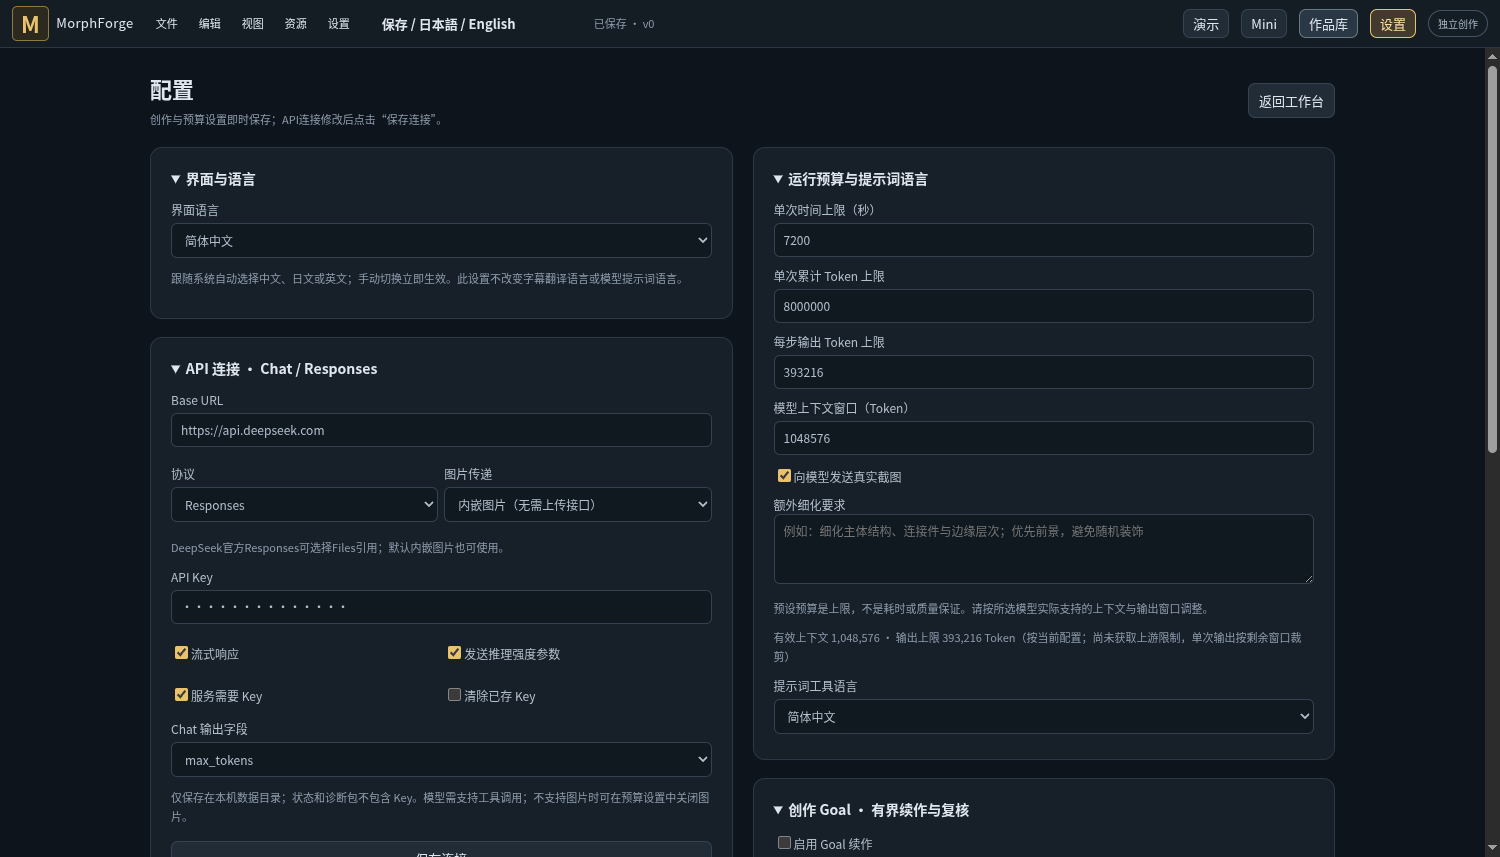 M MorphForge 文件 编辑 视图 资源 设置 保存 / 日本語 / English 已保存 · v0 演示 Mini 作品库 设置 独立创作
配置
创作与预算设置即时保存；API连接修改后点击“保存连接”。
返回工作台
▼ 界面与语言
界面语言
简体中文
跟随系统自动选择中文、日文或英文；手动切换立即生效。此设置不改变字幕翻译语言或模型提示词语言。
▼ API 连接 · Chat / Responses
Base URL
https://api.deepseek.com
协议 图片传递
Responses 内嵌图片（无需上传接口）
DeepSeek官方Responses可选择Files引用；默认内嵌图片也可使用。
API Key
··············
流式响应 发送推理强度参数
服务需要 Key 清除已存 Key
Chat 输出字段
max_tokens
仅保存在本机数据目录；状态和诊断包不包含 Key。模型需支持工具调用；不支持图片时可在预算设置中关闭图
片。
保存连接
▼ 运行预算与提示词语言
单次时间上限（秒）
7200
单次累计 Token 上限
8000000
每步输出 Token 上限
393216
模型上下文窗口（Token）
1048576
向模型发送真实截图
额外细化要求
例如：细化主体结构、连接件与边缘层次；优先前景，避免随机装饰
预设预算是上限，不是耗时或质量保证。请按所选模型实际支持的上下文与输出窗口调整。
有效上下文 1,048,576 · 输出上限 393,216 Token（按当前配置；尚未获取上游限制，单次输出按剩余窗口裁
剪）
提示词工具语言
简体中文
▼ 创作 Goal · 有界续作与复核
启用 Goal 续作